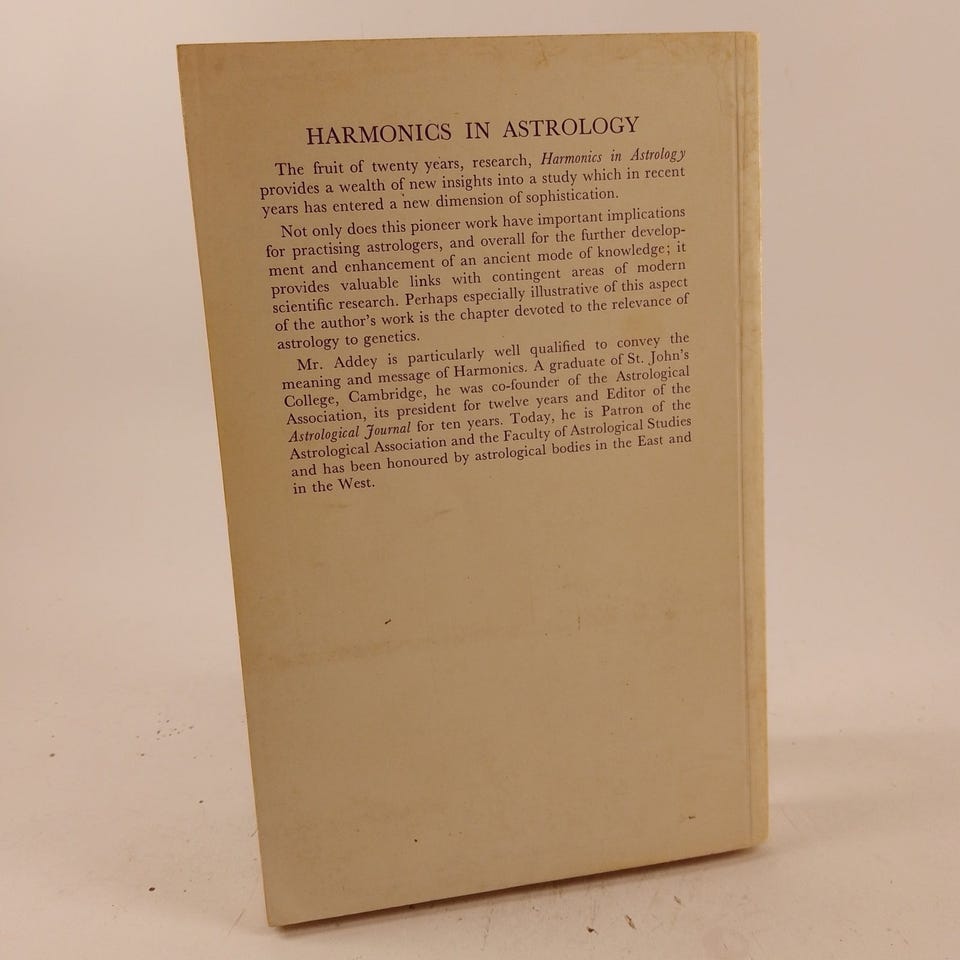 HARMONICS IN ASTROLOGY
The fruit of twenty years, research, Harmonics in Astrology
provides a wealth of new insights into a study which in recent
years has entered a new dimension of sophistication.
Not only does this pioneer work have important implications
for practising astrologers, and overall for the further develop-
ment and enhancement of an ancient mode of knowledge; it
provides valuable links with contingent areas of modern
scientific research. Perhaps especially illustrative of this aspect
of the author's work is the chapter devoted to the relevance of
astrology to genetics.
Mr. Addey is particularly well qualified to convey the
meaning and message of Harmonics. A graduate of St. John's
College, Cambridge, he was co-founder of the Astrological
Association, its president for twelve years and Editor of the
Astrological Journal for ten years. Today, he is Patron of the
Astrological Association and the Faculty of Astrological Studies
and has been honoured by astrological bodies in the East and
in the West.